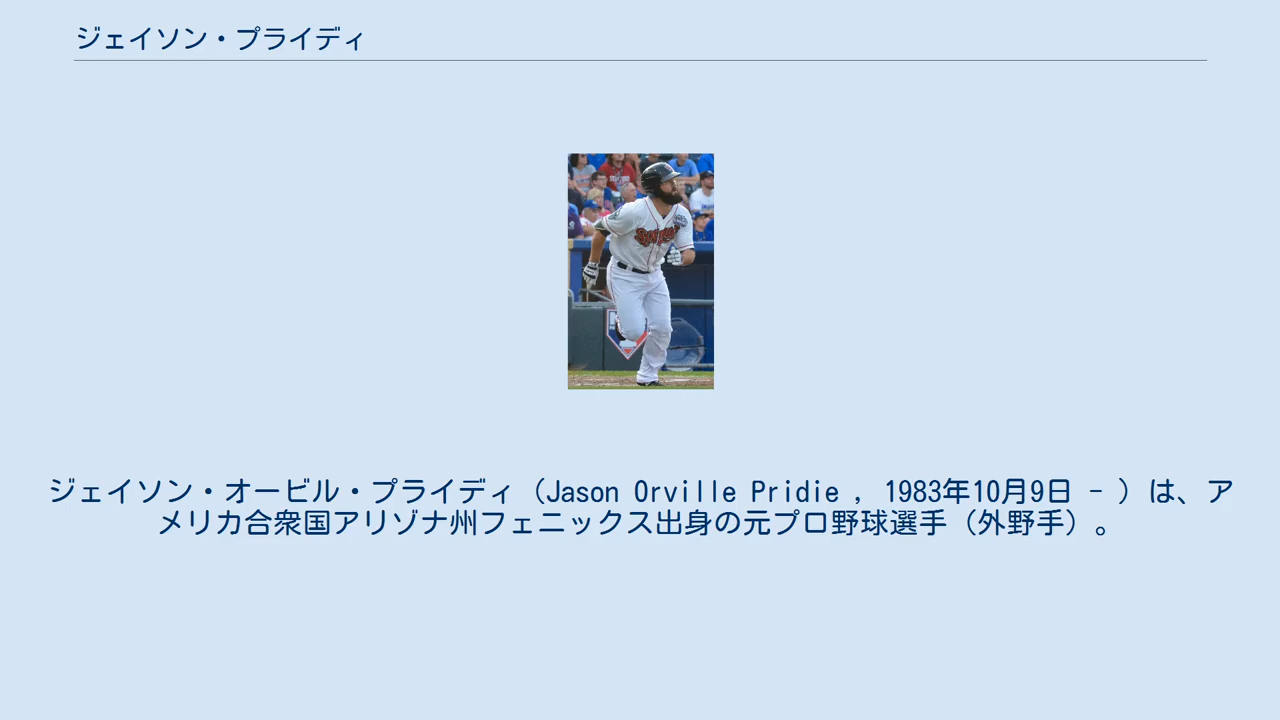 ジェイソン・プライディ
ジェイソン・オービル・プライディ（Jason Orville Pridie , 1983年10月9日 - ）は、ア
メリカ合衆国アリゾナ州フェニックス出身の元プロ野球選手（外野手）。